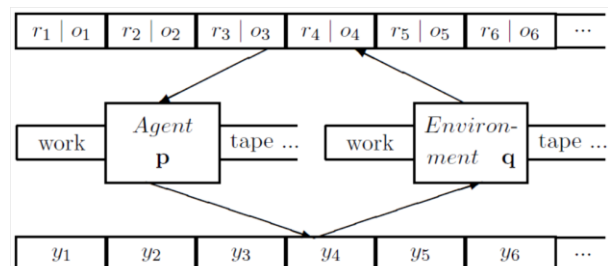 r₁ | o₁ r₂ | o₂ r₃ | o₃ r₄ | o₄ r₅ | o₅ r₆ | o₆ ...
work Agent p tape ... work Environ- ment q tape ...
y₁ y₂ y₃ y₄ y₅ y₆ ...